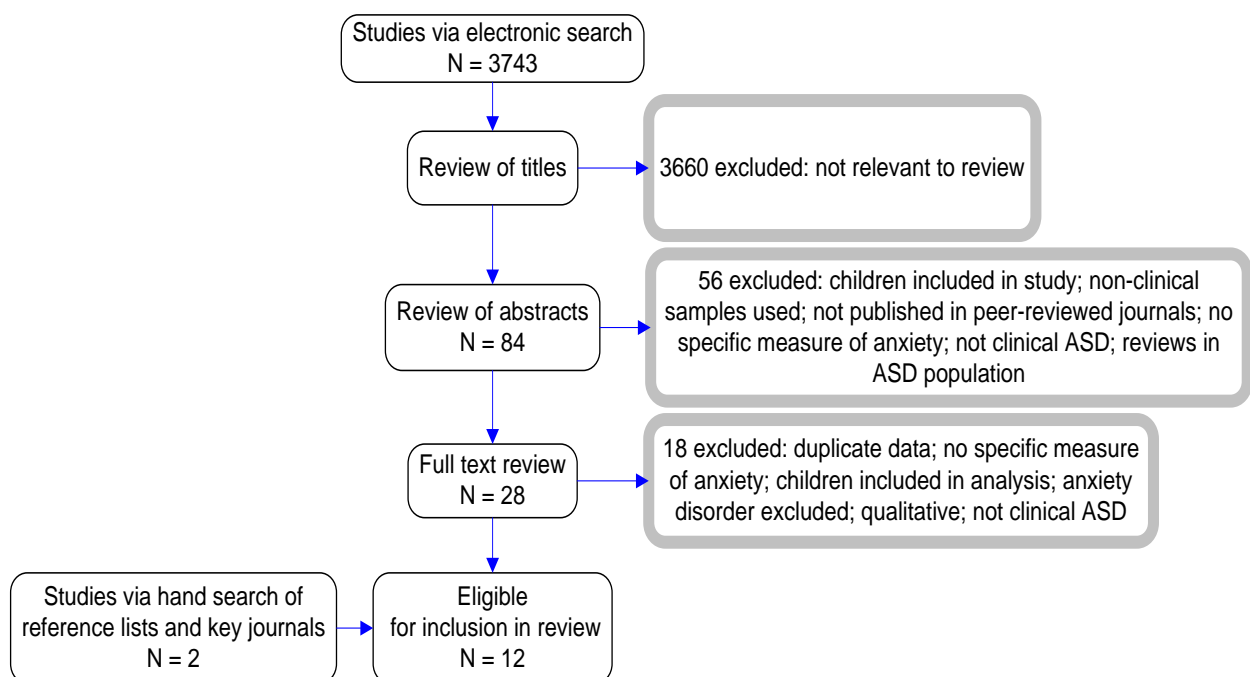 Studies via electronic search
N = 3743
Review of titles
3660 excluded: not relevant to review
Review of abstracts
N = 84
56 excluded: children included in study; non-clinical
samples used; not published in peer-reviewed journals; no
specific measure of anxiety; not clinical ASD; reviews in
ASD population
Full text review
N = 28
18 excluded: duplicate data; no specific measure
of anxiety; children included in analysis; anxiety
disorder excluded; qualitative; not clinical ASD
Studies via hand search of
reference lists and key journals
N = 2
Eligible
for inclusion in review
N = 12